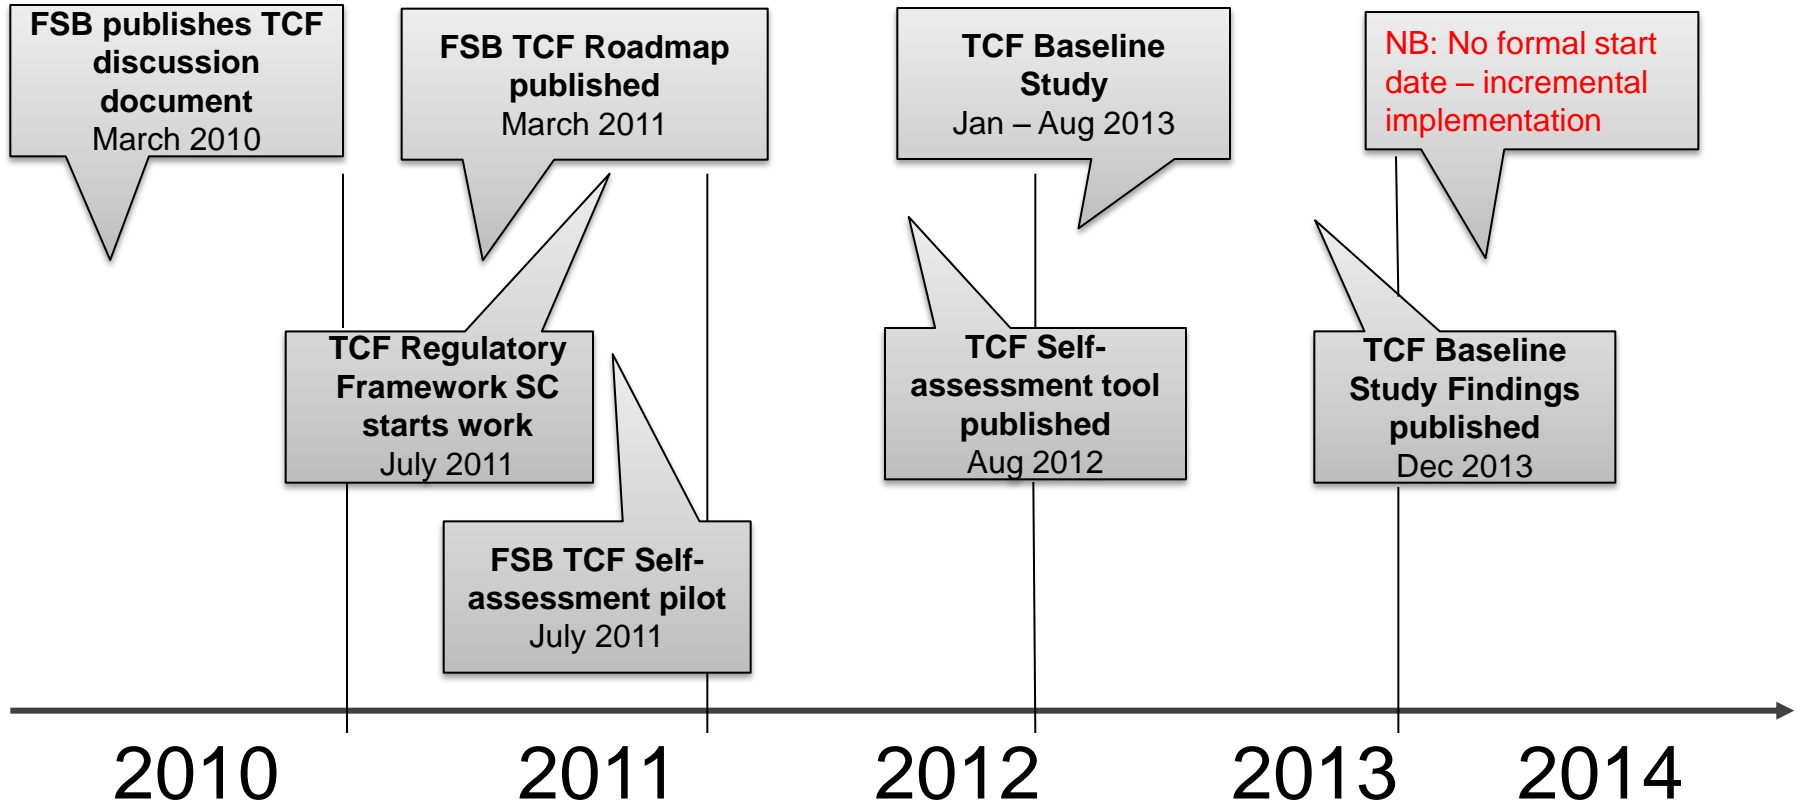 FSB publishes TCF
discussion
document
March 2010
FSB TCF Roadmap
published
March 2011
TCF Baseline
Study
Jan – Aug 2013
NB: No formal start
date – incremental
implementation
TCF Regulatory
Framework SC
starts work
July 2011
TCF Self-
assessment tool
published
Aug 2012
TCF Baseline
Study Findings
published
Dec 2013
FSB TCF Self-
assessment pilot
July 2011
2010
2011
2012
2013
2014